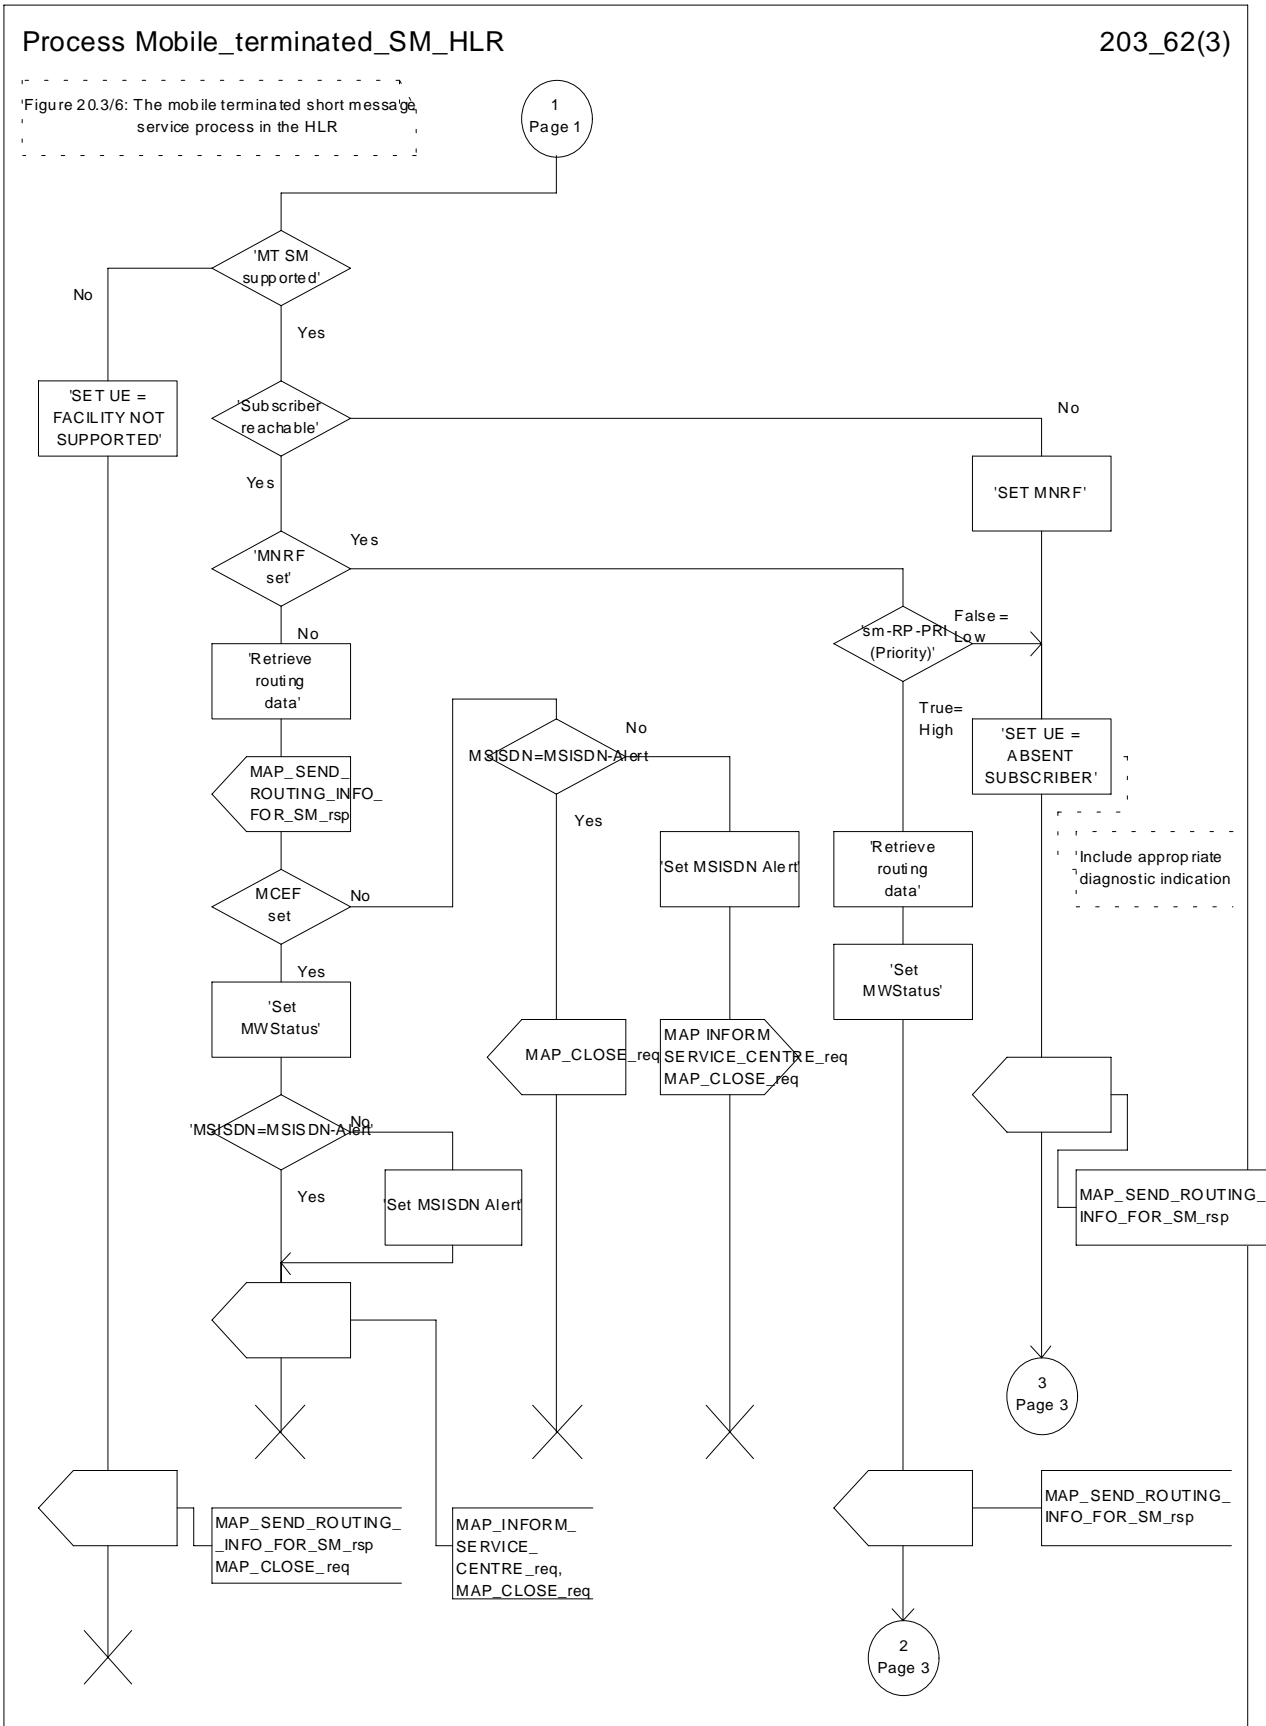 Process Mobile_terminated_SM_HLR
203_62(3)
'Figure 20.3/6: The mobile terminated short message
service process in the HLR
1
Page 1
'MT SM
supported'
No
Yes
'SET UE =
FACILITY NOT
SUPPORTED'
'Subscriber
reachable'
No
Yes
'SET MNRF'
'MNRF
set'
Yes
No
'sm-RP-PRI
(Priority)'
False =
Low
True=
High
'Retrieve
routing
data'
MSISDN=MSISDN-Alert
No
Yes
'SET UE =
ABSENT
SUBSCRIBER'
MAP_SEND_
ROUTING_INFO_
FOR_SM_rsp
'Set MSISDN Alert'
'Retrieve
routing
data'
Include appropriate
diagnostic indication
MCEF
set
No
Yes
'Set
MWStatus'
'Set
MWStatus'
MAP_CLOSE_req
MAP INFORM
SERVICE_CENTRE_req
MAP_CLOSE_req
'MSISDN=MSISDN-Alert'
No
Yes
'Set MSISDN Alert'
MAP_SEND_ROUTING_
INFO_FOR_SM_rsp
3
Page 3
MAP_SEND_ROUTING_
_INFO_FOR_SM_rsp
MAP_CLOSE_req
MAP_INFORM_
SERVICE_
CENTRE_req,
MAP_CLOSE_req
MAP_SEND_ROUTING_
INFO_FOR_SM_rsp
2
Page 3